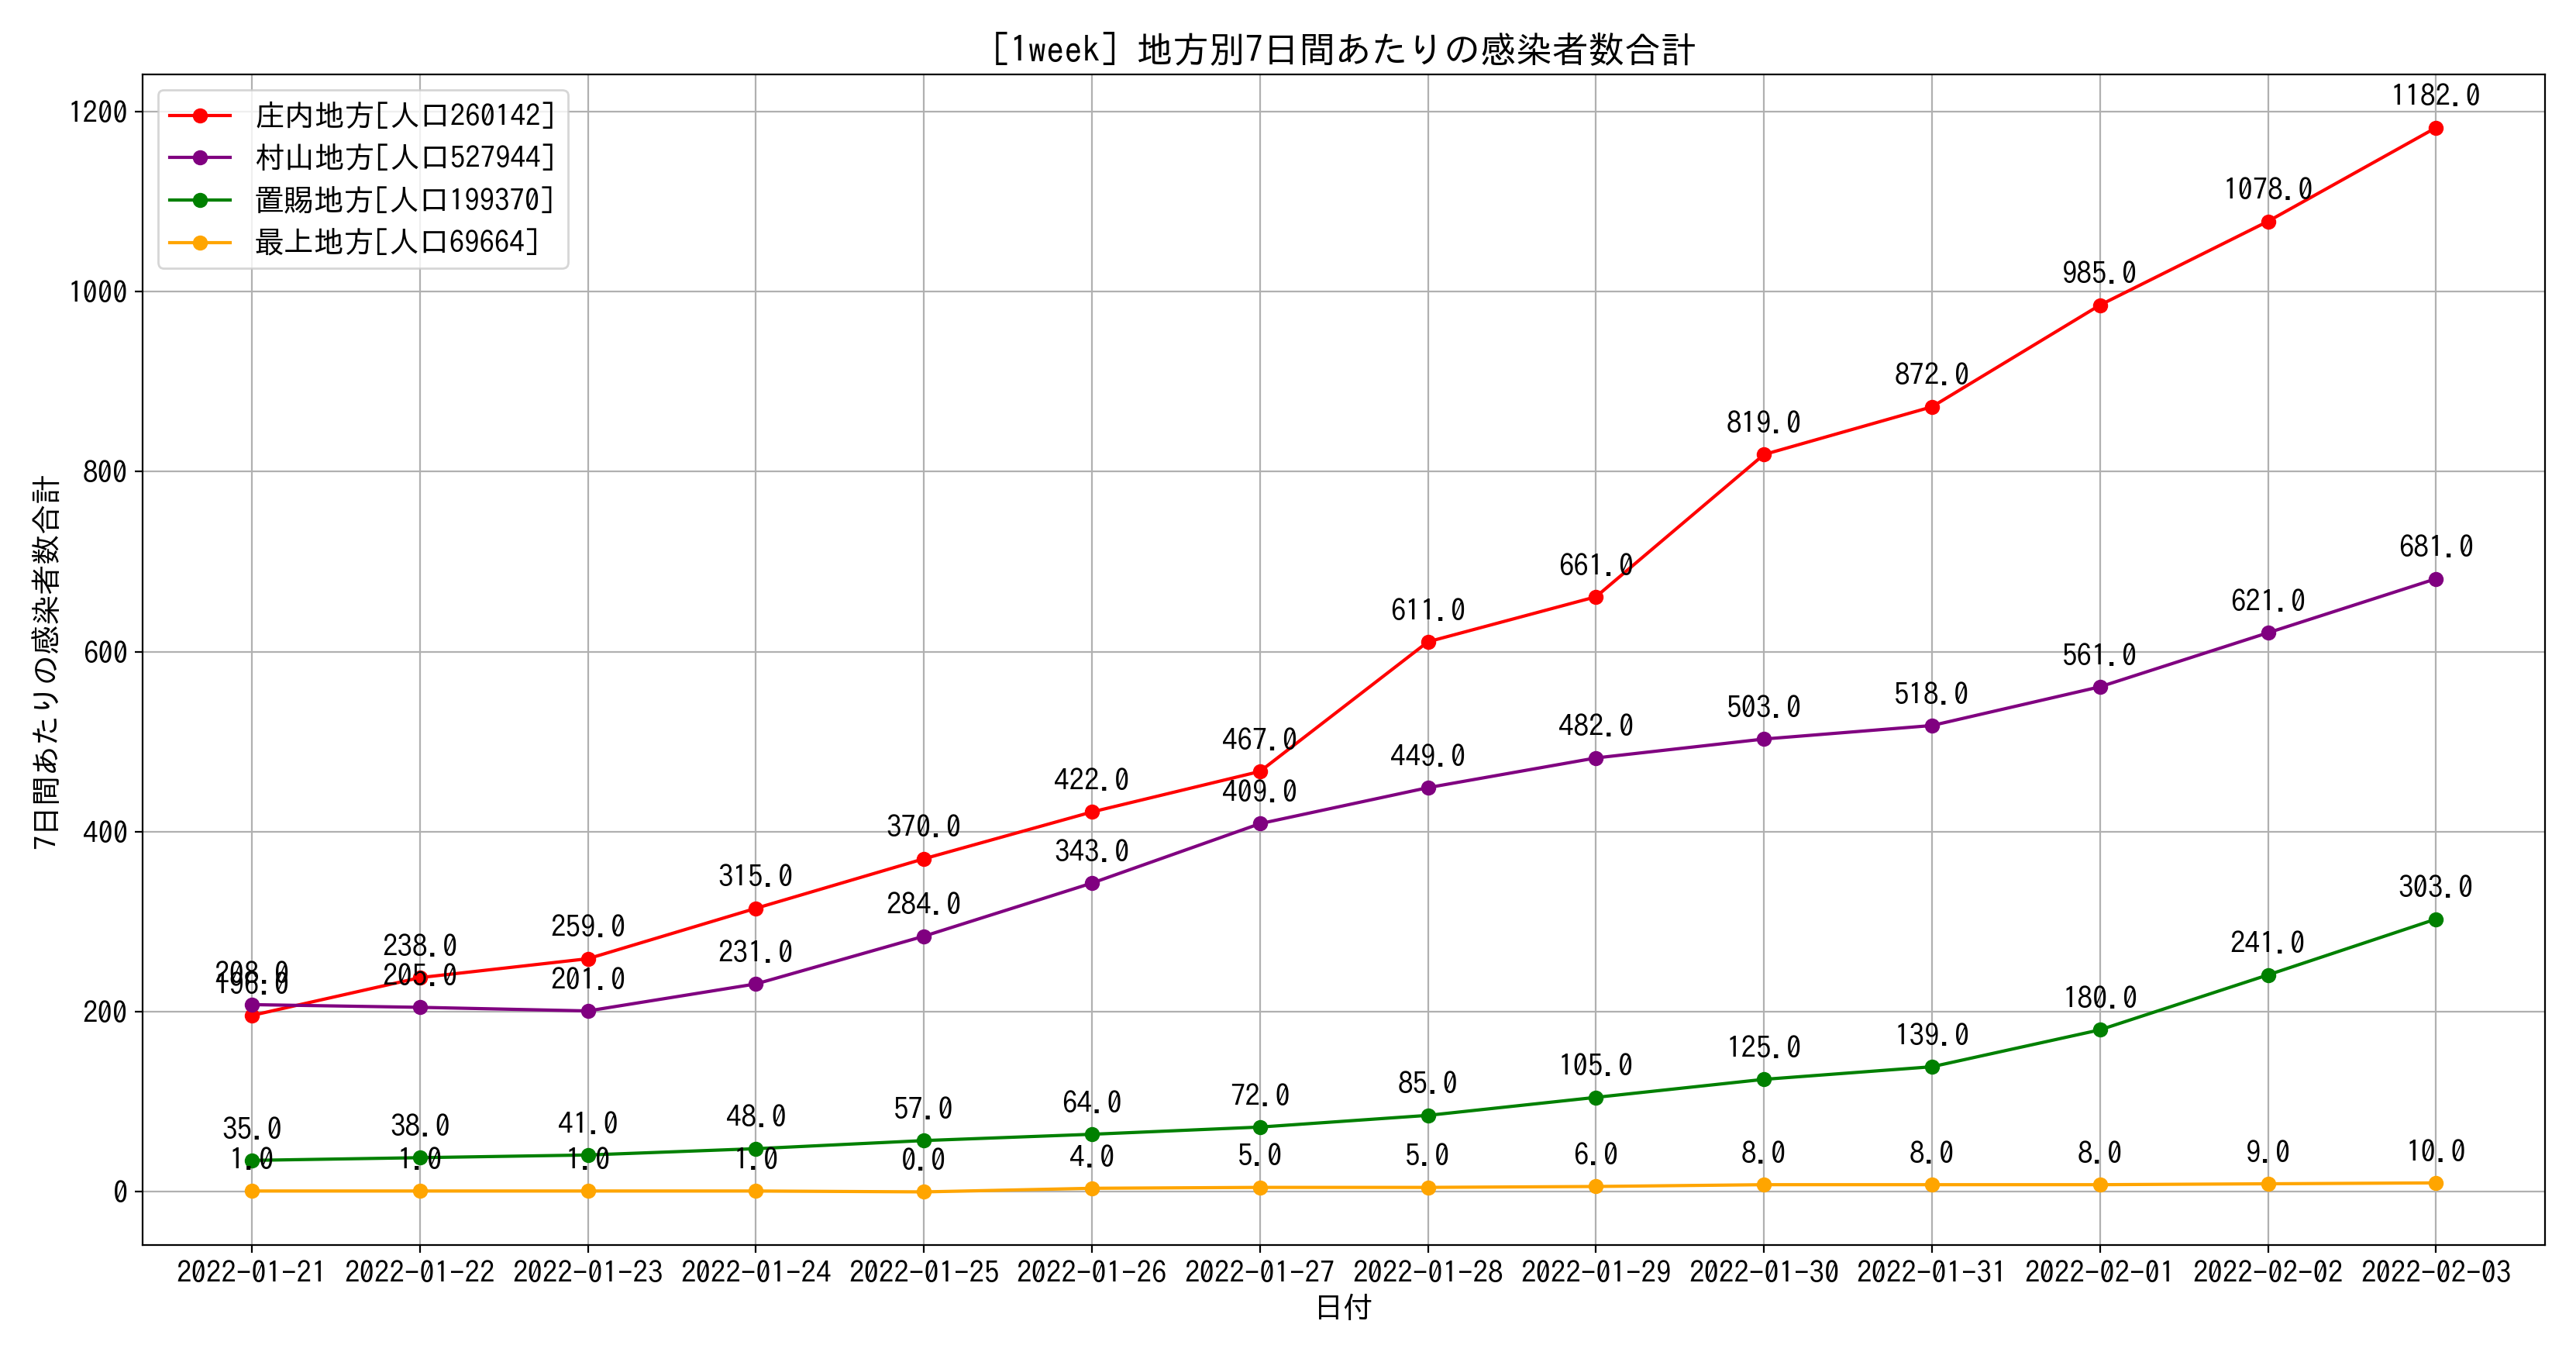 [1week] 地方別7日間あたりの感染者数合計
庄内地方[人口260142]
村山地方[人口527944]
置賜地方[人口199370]
最上地方[人口69664]
7日間あたりの感染者数合計
1200
1000
800
600
400
200
0
196.0 238.0 259.0 315.0 370.0 422.0 467.0 611.0 661.0 819.0 872.0 985.0 1078.0 1182.0
208.0 205.0 201.0 231.0 284.0 343.0 409.0 449.0 482.0 503.0 518.0 561.0 621.0 681.0
35.0 38.0 41.0 48.0 57.0 64.0 72.0 85.0 105.0 125.0 139.0 180.0 241.0 303.0
1.0 1.0 1.0 1.0 0.0 4.0 5.0 5.0 6.0 8.0 8.0 8.0 9.0 10.0
2022-01-21 2022-01-22 2022-01-23 2022-01-24 2022-01-25 2022-01-26 2022-01-27 2022-01-28 2022-01-29 2022-01-30 2022-01-31 2022-02-01 2022-02-02 2022-02-03
日付